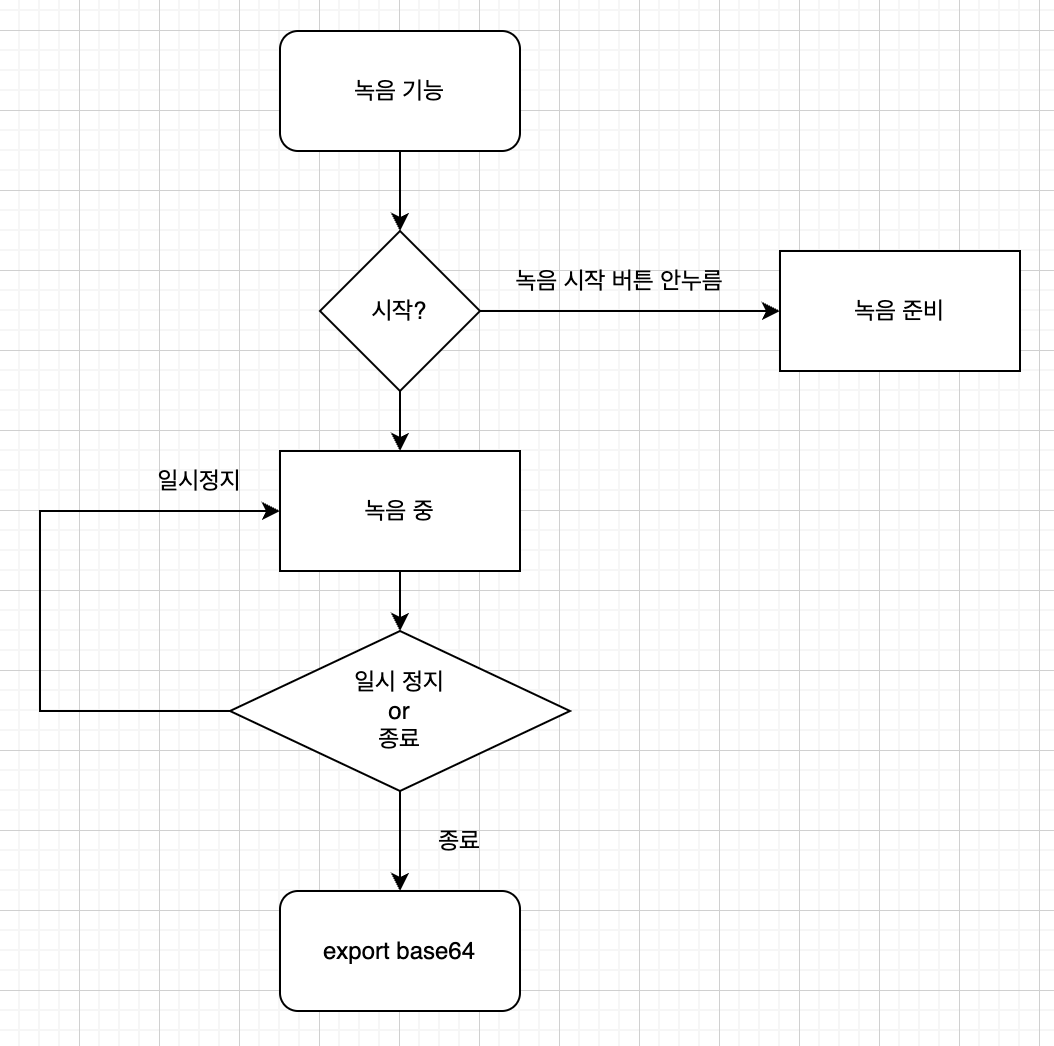 녹음 기능
시작?
녹음 시작 버튼 안누름
녹음 준비
일시정지
녹음 중
일시 정지
or
종료
종료
export base64